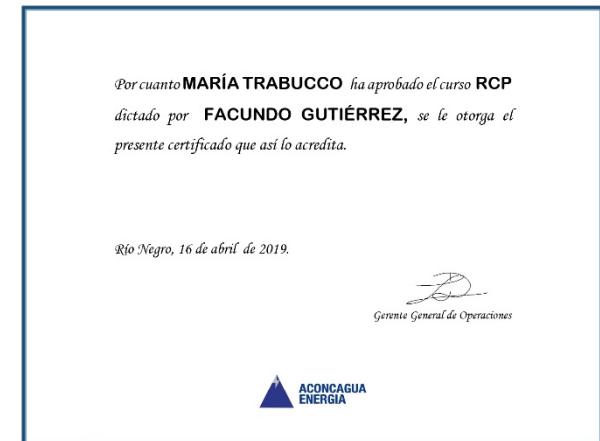 Por cuanto MARÍA TRABUCCO ha aprobado el curso RCP
dictado por FACUNDO GUTIÉRREZ, se le otorga el
presente certificado que así lo acredita.
Río Negro, 16 de abril de 2019.
Gerente General de Operaciones
ACONCAGUA
ENERGIA